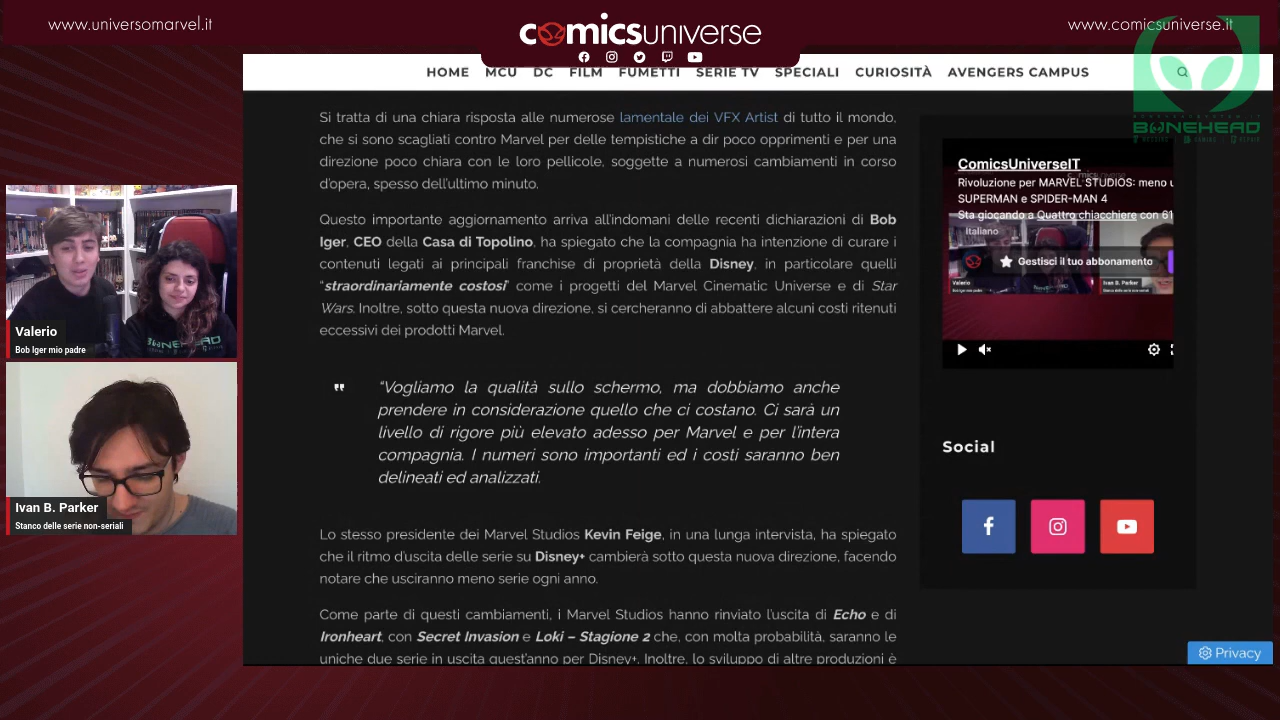 www.universomarvel.it
comicsuniverse
www.comicsuniverse.it
HOME MCU DC FILM FUMETTI SERIE TV SPECIALI CURIOSITÀ AVENGERS CAMPUS
BONEHEAD
Si tratta di una chiara risposta alle numerose lamentale dei VFX Artist di tutto il mondo,
che si sono scagliati contro Marvel per delle tempistiche a dir poco opprimenti e per una
direzione poco chiara con le loro pellicole, soggette a numerosi cambiamenti in corso
d'opera, spesso dell'ultimo minuto.
Questo importante aggiornamento arriva all'indomani delle recenti dichiarazioni di Bob
Iger, CEO della Casa di Topolino, ha spiegato che la compagnia ha intenzione di curare i
contenuti legati ai principali franchise di proprietà della Disney, in particolare quelli
"straordinariamente costosi" come i progetti del Marvel Cinematic Universe e di Star
Wars. Inoltre, sotto questa nuova direzione, si cercheranno di abbattere alcuni costi ritenuti
eccessivi dei prodotti Marvel.
"Vogliamo la qualità sullo schermo, ma dobbiamo anche
prendere in considerazione quello che ci costano. Ci sarà un
livello di rigore più elevato adesso per Marvel e per l'intera
compagnia. I numeri sono importanti ed i costi saranno ben
delineati ed analizzati.
Lo stesso presidente dei Marvel Studios Kevin Feige, in una lunga intervista, ha spiegato
che il ritmo d'uscita delle serie su Disney+ cambierà sotto questa nuova direzione, facendo
notare che usciranno meno serie ogni anno.
Come parte di questi cambiamenti, i Marvel Studios hanno rinviato l'uscita di Echo e di
Ironheart, con Secret Invasion e Loki – Stagione 2 che, con molta probabilità, saranno le
uniche due serie in uscita quest'anno per Disney+. Inoltre, lo sviluppo di altre produzioni è
ComicsUniverseIT
Rivoluzione per MARVEL STUDIOS: meno
SUPERMAN e SPIDER-MAN 4
Sta giocando a Quattro chiacchiere con 61
Italiano
Gestisci il tuo abbonamento
Valerio
Bob Iger mio padre
Ivan B. Parker
Social
Privacy
Valerio
Bob Iger mio padre
BONEHEAD
Ivan B. Parker
Stanco delle serie non-seriali